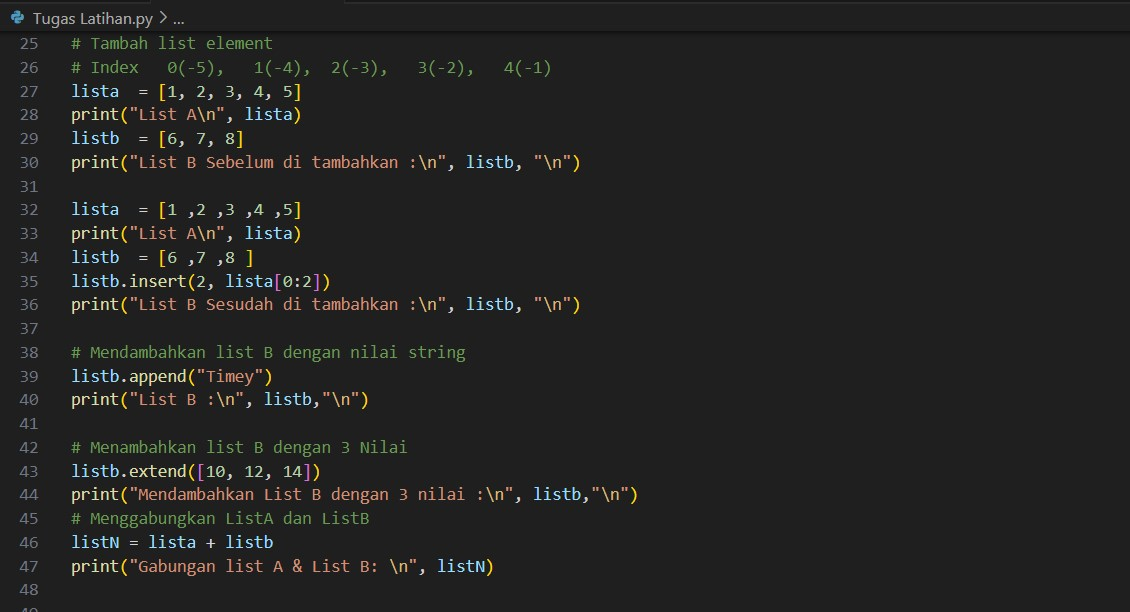 Tugas Latihan.py > ...
25 # Tambah list element
26 # Index   0(-5),   1(-4),  2(-3),   3(-2),   4(-1)
27 lista  = [1, 2, 3, 4, 5]
28 print("List A\n", lista)
29 listb  = [6, 7, 8]
30 print("List B Sebelum di tambahkan :\n", listb, "\n")
31
32 lista  = [1 ,2 ,3 ,4 ,5]
33 print("List A\n", lista)
34 listb  = [6 ,7 ,8 ]
35 listb.insert(2, lista[0:2])
36 print("List B Sesudah di tambahkan :\n", listb, "\n")
37
38 # Mendambahkan list B dengan nilai string
39 listb.append("Timey")
40 print("List B :\n", listb,"\n")
41
42 # Menambahkan list B dengan 3 Nilai
43 listb.extend([10, 12, 14])
44 print("Mendambahkan List B dengan 3 nilai :\n", listb,"\n")
45 # Menggabungkan ListA dan ListB
46 listN = lista + listb
47 print("Gabungan list A & List B: \n", listN)
48